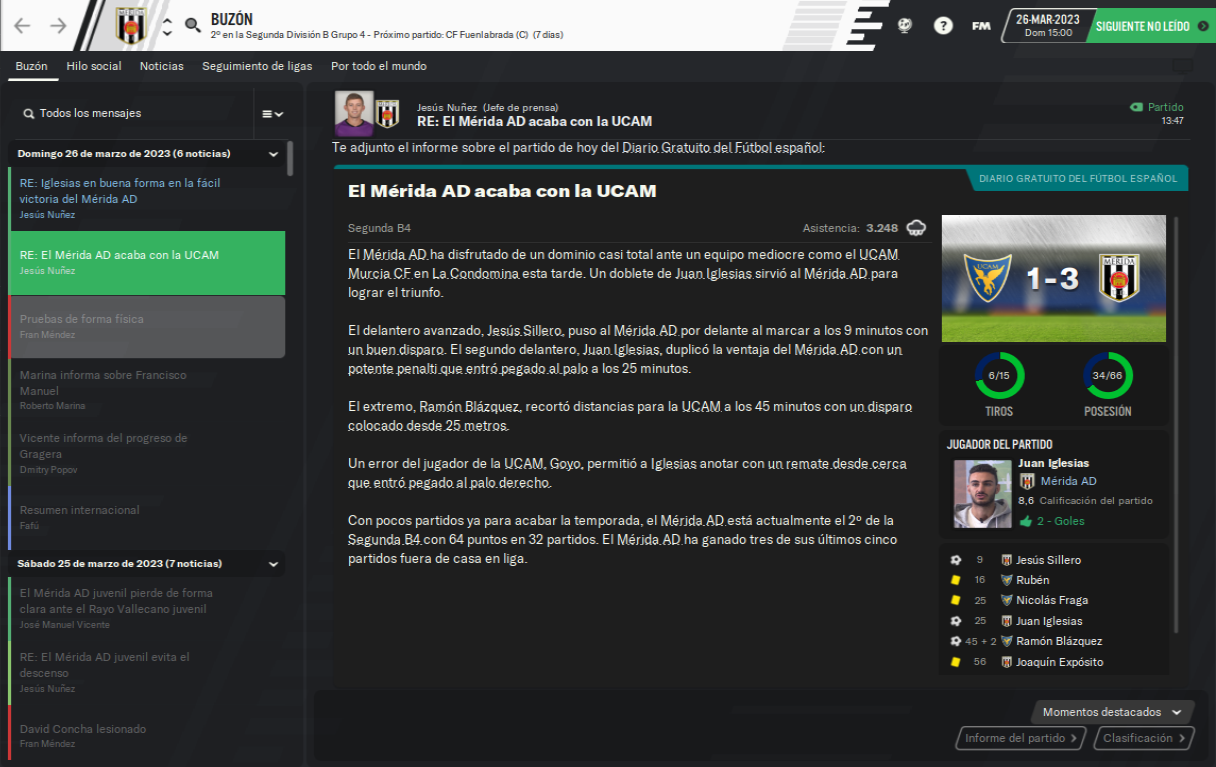 BUZÓN
2º en la Segunda División B Grupo 4 - Próximo partido: CF Fuenlabrada (C) (7 días)
FM
26-MAR-2023
Dom 15:00
SIGUIENTE NO LEÍDO
Buzón
Hilo social
Noticias
Seguimiento de ligas
Por todo el mundo
Todos los mensajes
Domingo 26 de marzo de 2023 (6 noticias)
RE: Iglesias en buena forma en la fácil
victoria del Mérida AD
Jesús Nuñez
RE: El Mérida AD acaba con la UCAM
Jesús Nuñez
Pruebas de forma física
Fran Méndez
Marina informa sobre Francisco
Manuel
Roberto Marina
Vicente informa del progreso de
Gragera
Dmitry Popov
Resumen internacional
Fafú
Sábado 25 de marzo de 2023 (7 noticias)
El Mérida AD juvenil pierde de forma
clara ante el Rayo Vallecano juvenil
José Manuel Vicente
RE: El Mérida AD juvenil evita el
descenso
Jesús Nuñez
David Concha lesionado
Fran Méndez
Jesús Nuñez (Jefe de prensa)
RE: El Mérida AD acaba con la UCAM
Partido
13:47
Te adjunto el informe sobre el partido de hoy del Diario Gratuito del Fútbol español:
DIARIO GRATUITO DEL FÚTBOL ESPAÑOL
El Mérida AD acaba con la UCAM
Segunda B4
Asistencia: 3.248
El Mérida AD ha disfrutado de un dominio casi total ante un equipo mediocre como el UCAM
Murcia CF en La Condomina esta tarde. Un doblete de Juan Iglesias sirvió al Mérida AD para
lograr el triunfo.
El delantero avanzado, Jesús Sillero, puso al Mérida AD por delante al marcar a los 9 minutos con
un buen disparo. El segundo delantero, Juan Iglesias, duplicó la ventaja del Mérida AD con un
potente penalti que entró pegado al palo a los 25 minutos.
El extremo, Ramón Blázquez, recortó distancias para la UCAM a los 45 minutos con un disparo
colocado desde 25 metros.
Un error del jugador de la UCAM, Goyo, permitió a Iglesias anotar con un remate desde cerca
que entró pegado al palo derecho.
Con pocos partidos ya para acabar la temporada, el Mérida AD está actualmente el 2º de la
Segunda B4 con 64 puntos en 32 partidos. El Mérida AD ha ganado tres de sus últimos cinco
partidos fuera de casa en liga.
UCAM
1-3
MERIDA
6/15
TIROS
34/66
POSESIÓN
JUGADOR DEL PARTIDO
Juan Iglesias
Mérida AD
8,6 Calificación del partido
2 - Goles
9 Jesús Sillero
16 Rubén
25 Nicolás Fraga
25 Juan Iglesias
45 + 2 Ramón Blázquez
56 Joaquín Expósito
Momentos destacados
Informe del partido
Clasificación